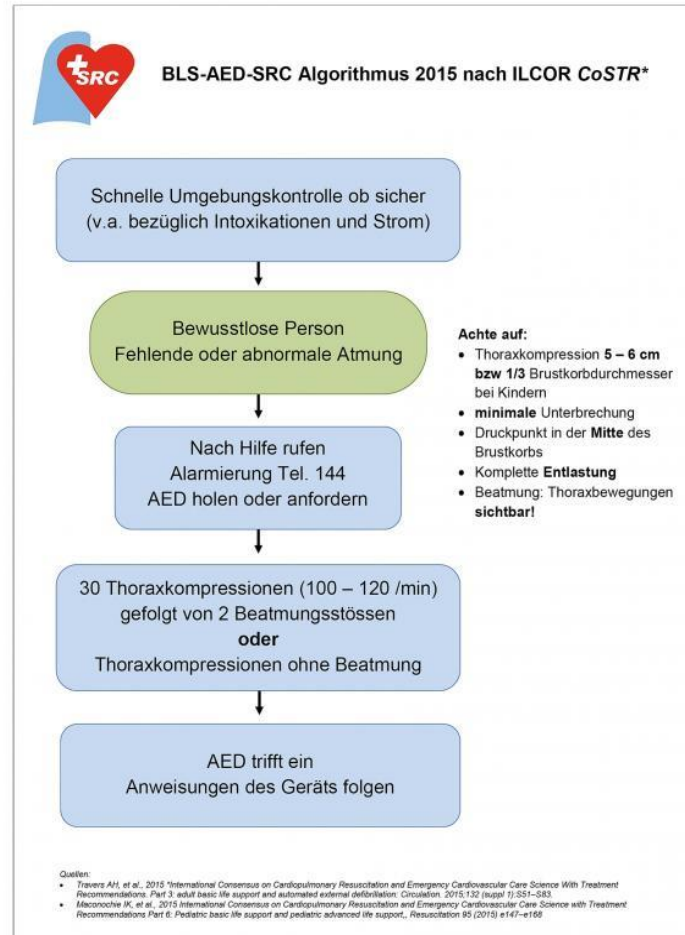 SRC
BLS-AED-SRC Algorithmus 2015 nach ILCOR CoSTR*
Schnelle Umgebungskontrolle ob sicher
(v.a. bezüglich Intoxikationen und Strom)
Bewusstlose Person
Fehlende oder abnormale Atmung
Nach Hilfe rufen
Alarmierung Tel. 144
AED holen oder anfordern
30 Thoraxkompressionen (100 – 120 /min)
gefolgt von 2 Beatmungsstössen
oder
Thoraxkompressionen ohne Beatmung
AED trifft ein
Anweisungen des Geräts folgen
Achte auf:
• Thoraxkompression 5 – 6 cm
bzw 1/3 Brustkorbdurchmesser
bei Kindern
• minimale Unterbrechung
• Druckpunkt in der Mitte des
Brustkorbs
• Komplette Entlastung
• Beatmung: Thoraxbewegungen
sichtbar!
Quellen:
• Travers AH, et al., 2015 "International Consensus on Cardiopulmonary Resuscitation and Emergency Cardiovascular Care Science With Treatment
Recommendations. Part 3: adult basic life support and automated external defibrillation: Circulation. 2015;132 (suppl 1):S51–S83.
• Maconochie IK, et al., 2015 International Consensus on Cardiopulmonary Resuscitation and Emergency Cardiovascular Care Science with Treatment
Recommendations Part 6: Pediatric basic life support and pediatric advanced life support,, Resuscitation 95 (2015) e147–e168